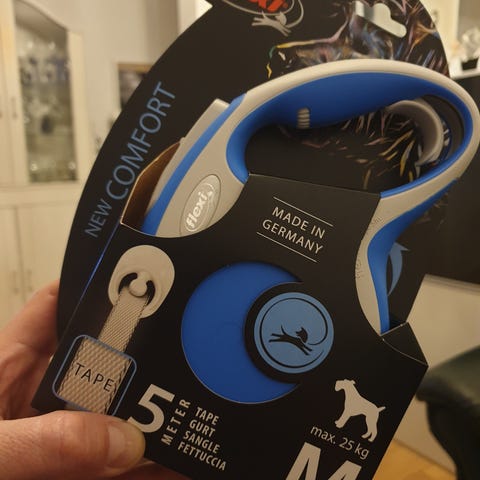 NEW COMFORT
flexi
MADE IN
GERMANY
TAPE
5
METER
TAPE
GURT
SANGLE
FETTUCCIA
max. 25 kg
M